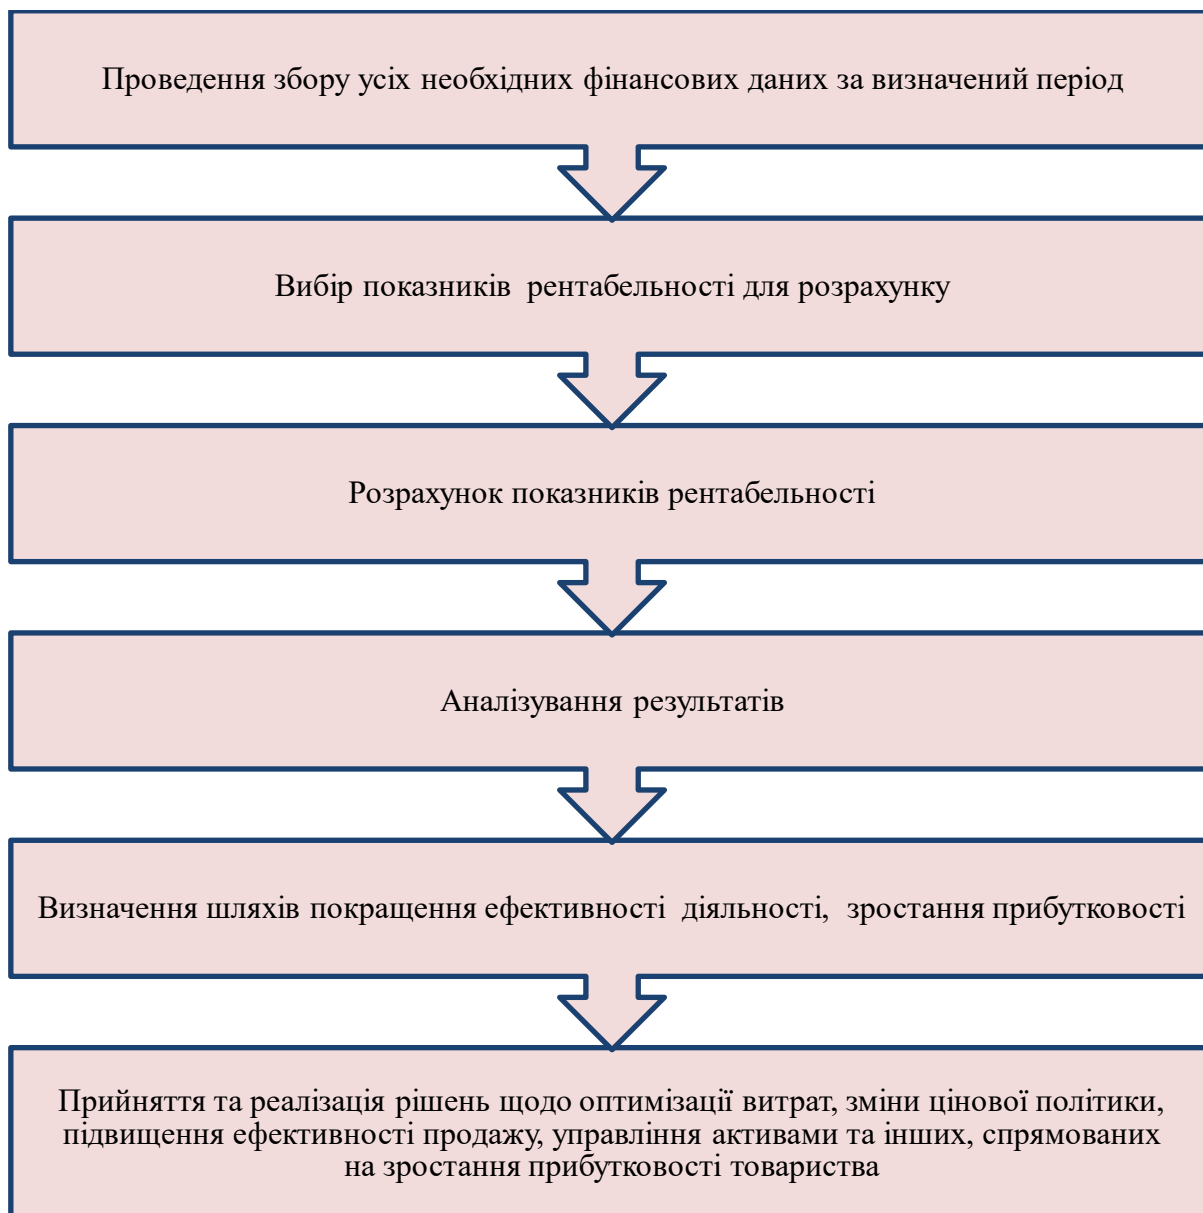 Проведення збору усіх необхідних фінансових даних за визначений період
Вибір показників рентабельності для розрахунку
Розрахунок показників рентабельності
Аналізування результатів
Визначення шляхів покращення ефективності діяльності, зростання прибутковості
Прийняття та реалізація рішень щодо оптимізації витрат, зміни цінової політики,
підвищення ефективності продажу, управління активами та інших, спрямованих
на зростання прибутковості товариства